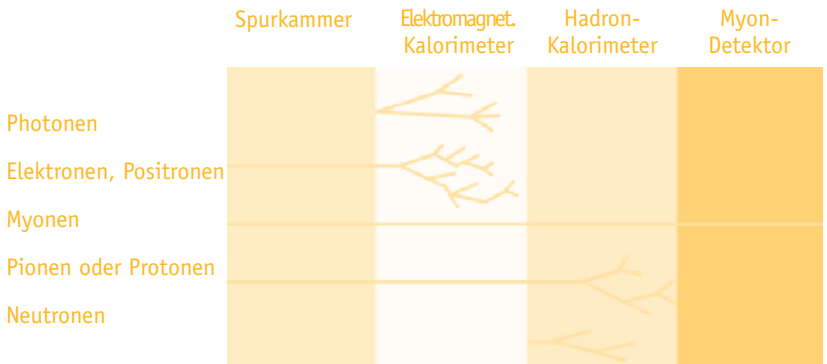 Spurkammer
Elektromagnet.
Kalorimeter
Hadron-
Kalorimeter
Myon-
Detektor
Photonen
Elektronen, Positronen
Myonen
Pionen oder Protonen
Neutronen